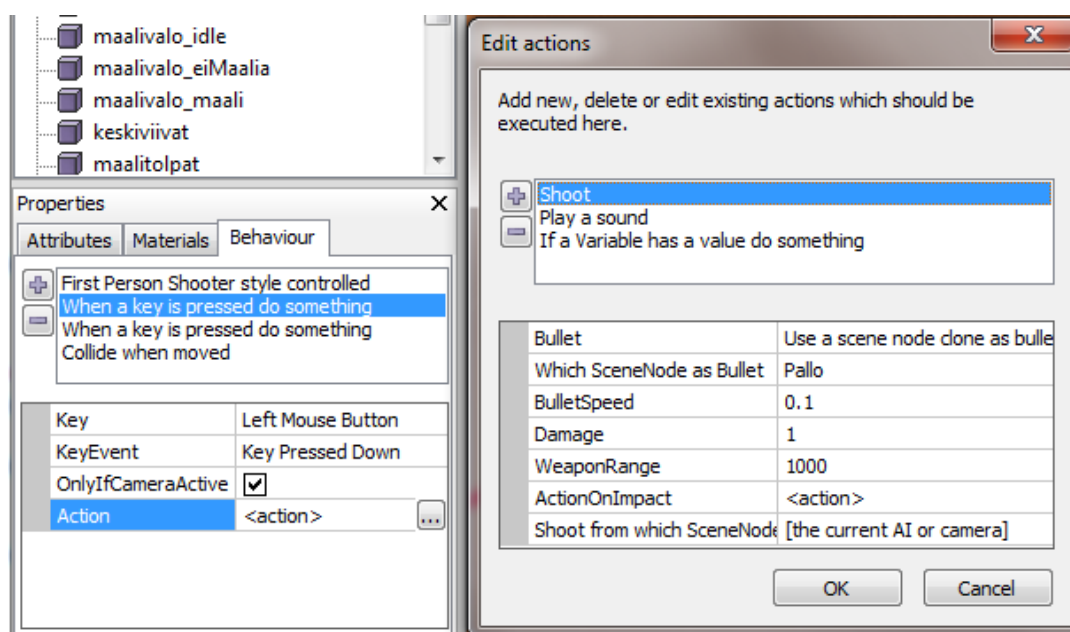 maalivalo_idle
maalivalo_eiMaalia
maalivalo_maali
keskiviivat
maalitolpat
Properties
Attributes Materials Behaviour
First Person Shooter style controlled
When a key is pressed do something
When a key is pressed do something
Collide when moved
Key Left Mouse Button
KeyEvent Key Pressed Down
OnlyIfCameraActive
Action <action> ...
Edit actions
Add new, delete or edit existing actions which should be
executed here.
Shoot
Play a sound
If a Variable has a value do something
Bullet Use a scene node clone as bulle
Which SceneNode as Bullet Pallo
BulletSpeed 0.1
Damage 1
WeaponRange 1000
ActionOnImpact <action>
Shoot from which SceneNode [the current AI or camera]
OK Cancel